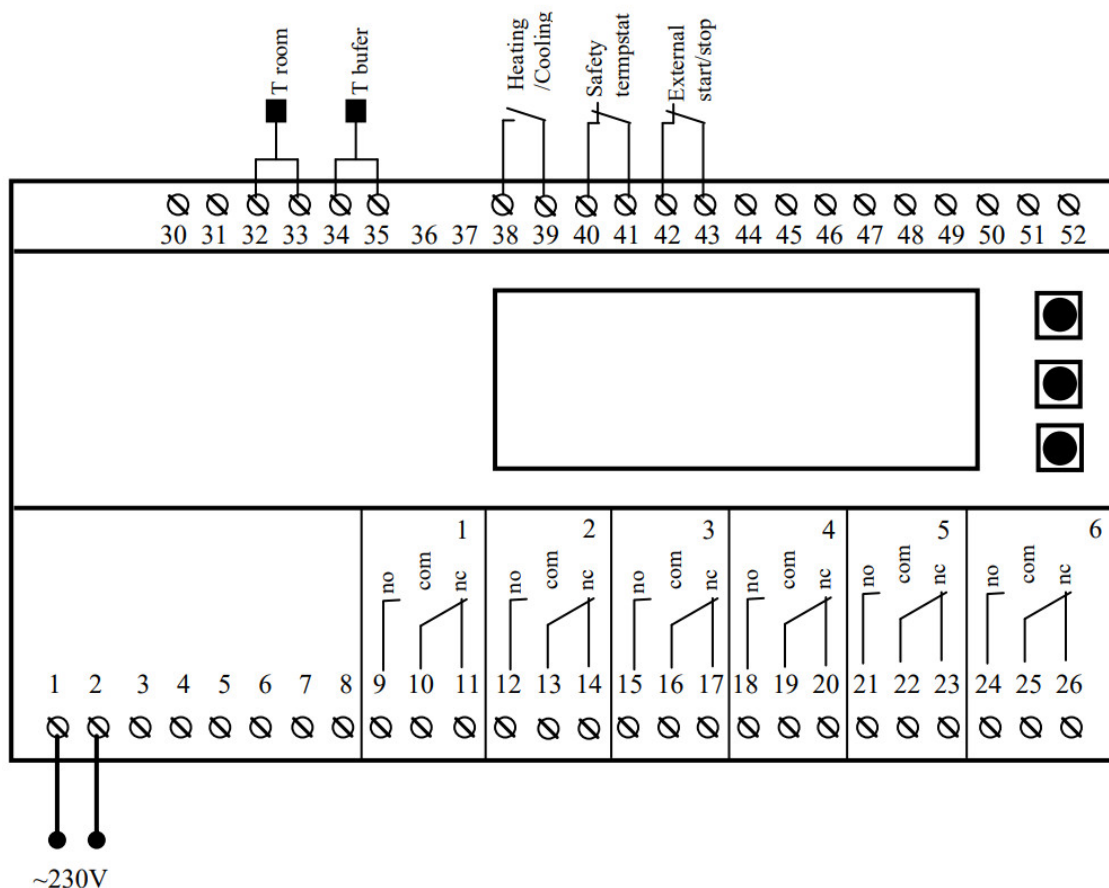 T room
T bufer
Heating
/Cooling
Safety
termpstat
External
start/stop
30 31 32 33 34 35 36 37 38 39 40 41 42 43 44 45 46 47 48 49 50 51 52
1 2 3 4 5 6
no com nc no com nc no com nc no com nc no com nc no com nc
1 2 3 4 5 6 7 8 9 10 11 12 13 14 15 16 17 18 19 20 21 22 23 24 25 26
~230V